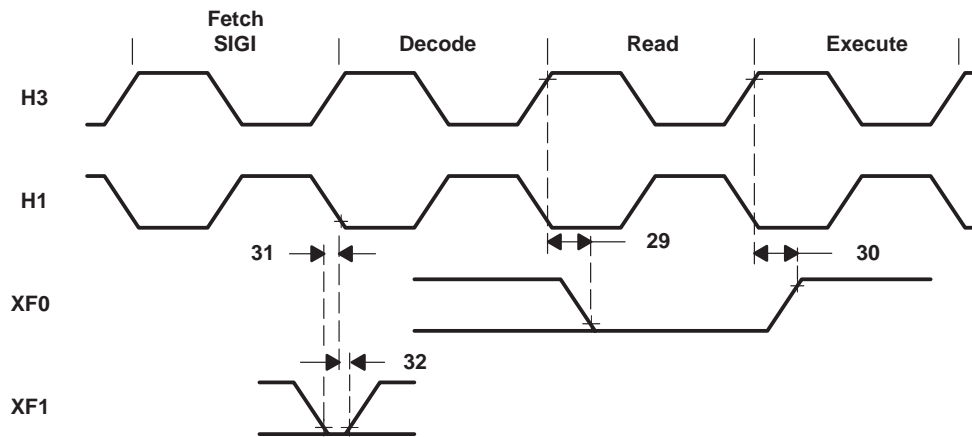 Fetch
SIGI
Decode
Read
Execute
H3
H1
31
29
30
XF0
32
XF1